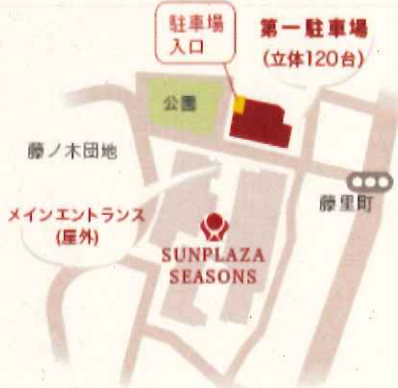 駐車場
入口
第一駐車場
(立体120台)
公園
藤ノ木団地
藤里町
メインエントランス
(屋外)
SUNPLAZA
SEASONS